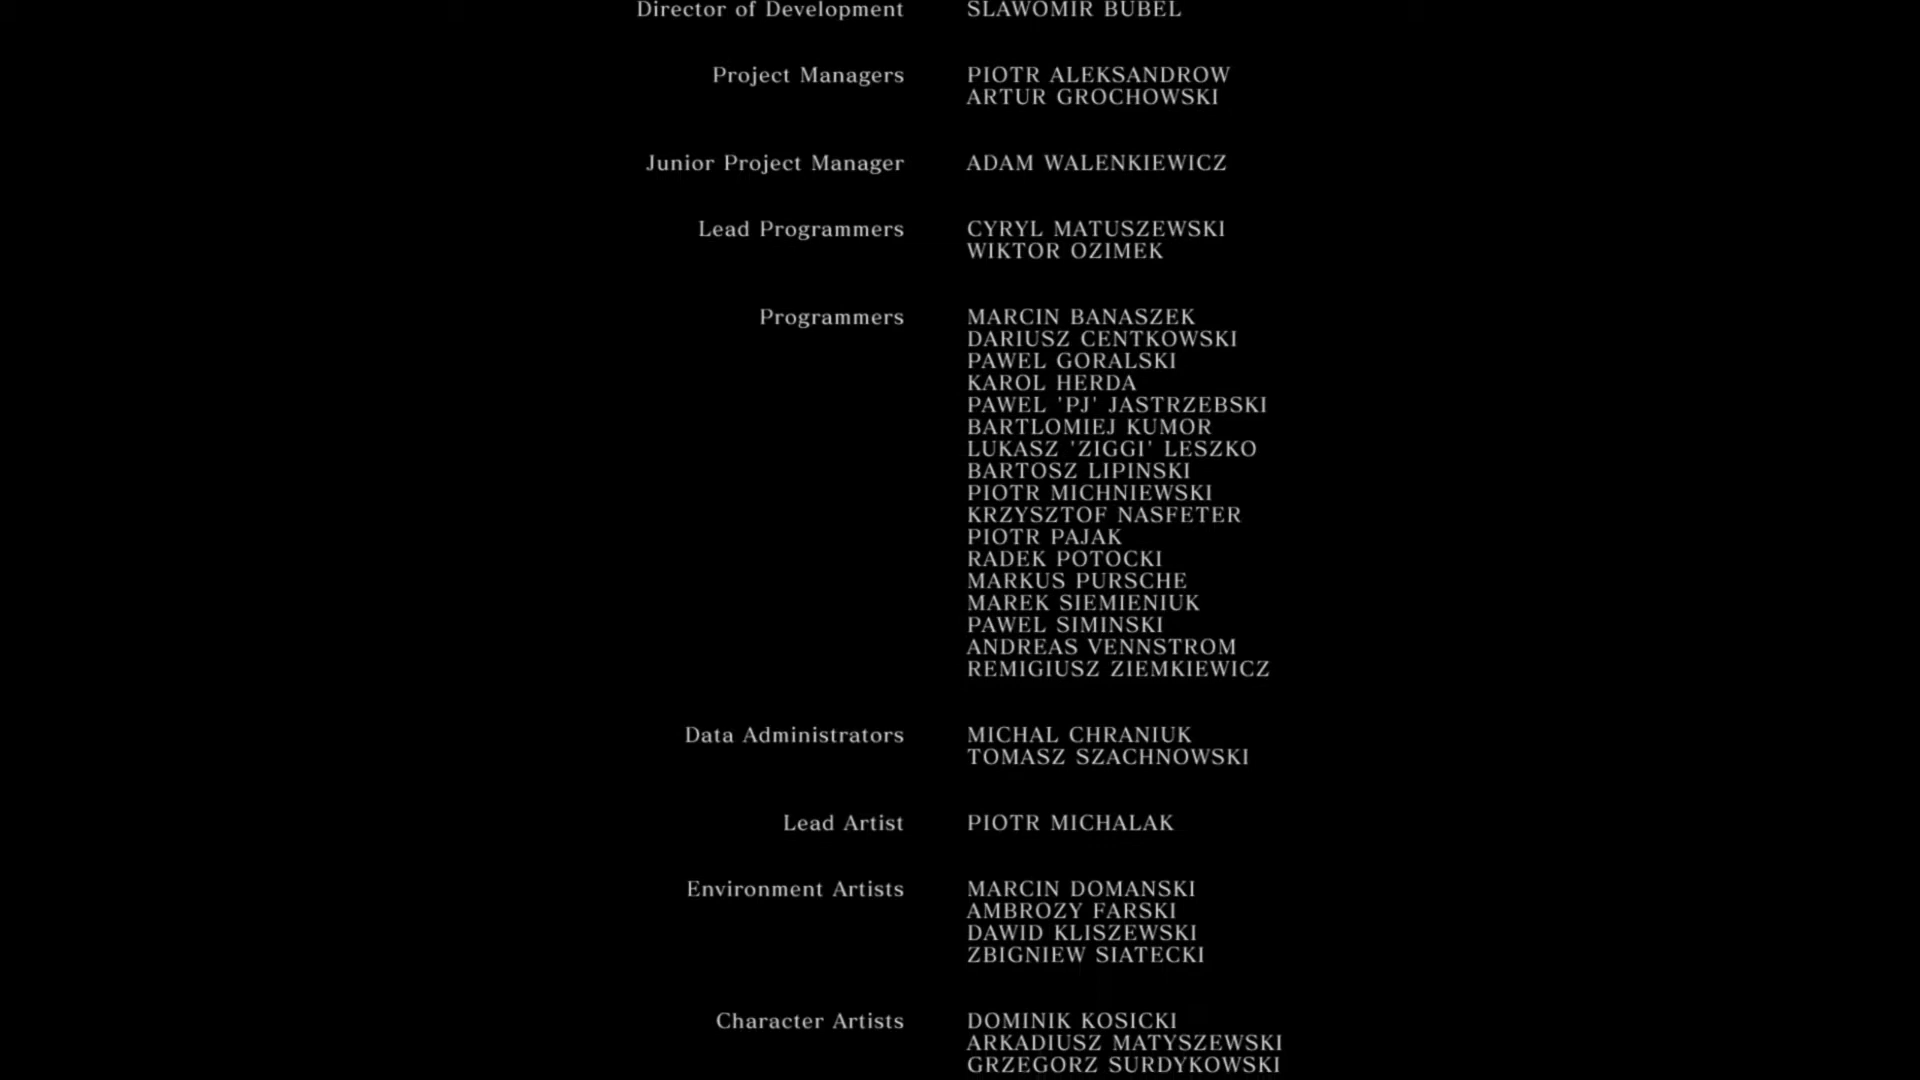 Director of Development SLAWOMIR BUBEL
Project Managers PIOTR ALEKSANDROW
ARTUR GROCHOWSKI
Junior Project Manager ADAM WALENKIEWICZ
Lead Programmers CYRYL MATUSZEWSKI
WIKTOR OZIMEK
Programmers MARCIN BANASZEK
DARIUSZ CENTKOWSKI
PAWEL GORALSKI
KAROL HERDA
PAWEL 'PJ' JASTRZEBSKI
BARTLOMIEJ KUMOR
LUKASZ 'ZIGGI' LESZKO
BARTOSZ LIPINSKI
PIOTR MICHNIEWSKI
KRZYSZTOF NASFETER
PIOTR PAJAK
RADEK POTOCKI
MARKUS PURSCHE
MAREK SIEMIENIUK
PAWEL SIMINSKI
ANDREAS VENNSTROM
REMIGIUSZ ZIEMKIEWICZ
Data Administrators MICHAL CHRANIUK
TOMASZ SZACHNOWSKI
Lead Artist PIOTR MICHALAK
Environment Artists MARCIN DOMANSKI
AMBROZY FARSKI
DAWID KLISZEWSKI
ZBIGNIEW SIATECKI
Character Artists DOMINIK KOSICKI
ARKADIUSZ MATYSZEWSKI
GRZEGORZ SURDYKOWSKI